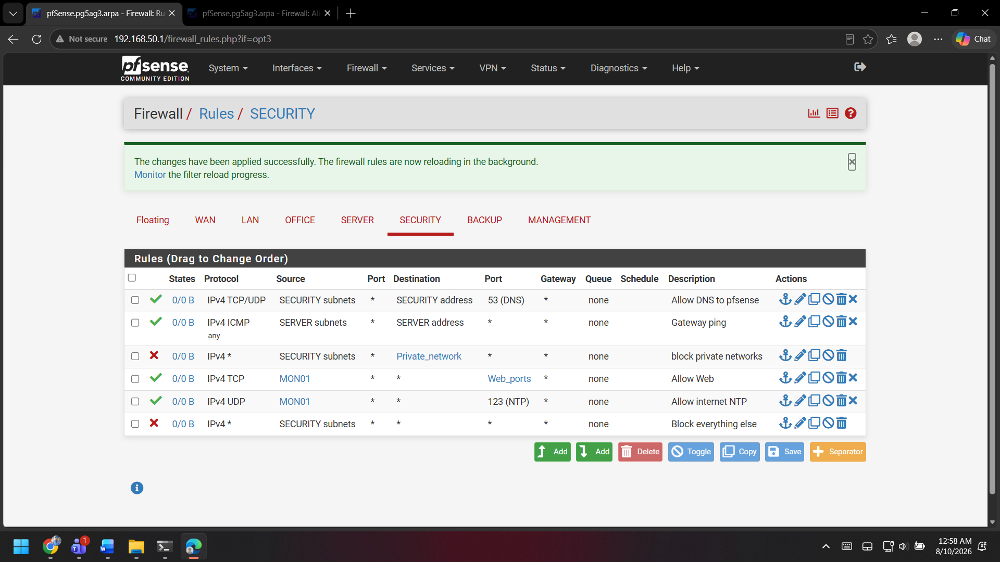 pfSense.pg5ag3.arpa - Firewall: Ru
pfSense.pg5ag3.arpa - Firewall: Ali
Not secure 192.168.50.1/firewall_rules.php?if=opt3
Chat
pfsense
COMMUNITY EDITION
System Interfaces Firewall Services VPN Status Diagnostics Help
Firewall / Rules / SECURITY
The changes have been applied successfully. The firewall rules are now reloading in the background.
Monitor the filter reload progress.
Floating WAN LAN OFFICE SERVER SECURITY BACKUP MANAGEMENT
Rules (Drag to Change Order)
States Protocol Source Port Destination Port Gateway Queue Schedule Description Actions
0/0 B IPv4 TCP/UDP SECURITY subnets * SECURITY address 53 (DNS) * none Allow DNS to pfsense
0/0 B IPv4 ICMP SERVER subnets * SERVER address * * none Gateway ping
any
0/0 B IPv4 * SECURITY subnets * Private_network * * none block private networks
0/0 B IPv4 TCP MON01 * * Web_ports * none Allow Web
0/0 B IPv4 UDP MON01 * * 123 (NTP) * none Allow internet NTP
0/0 B IPv4 * SECURITY subnets * * * * none Block everything else
Add Add Delete Toggle Copy Save Separator
1
12:58 AM
8/10/2026